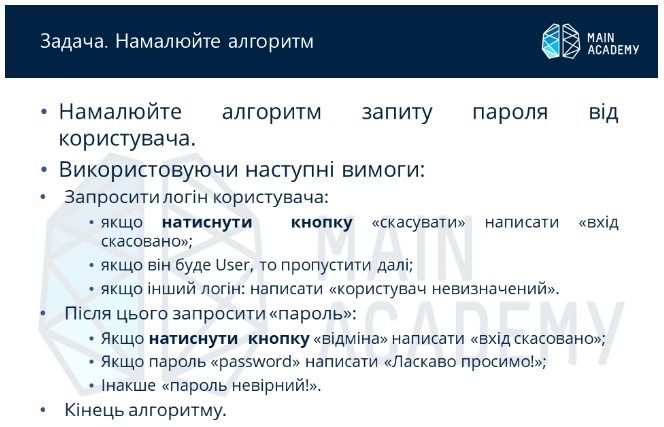 Задача. Намалюйте алгоритм
MAIN
ACADEMY
• Намалюйте алгоритм запиту пароля від
користувача.
• Використовуючи наступні вимоги:
• Запросити логін користувача:
• якщо натиснути кнопку «скасувати» написати «вхід
скасовано»;
• якщо він буде User, то пропустити далі;
• якщо інший логін: написати «користувач невизначений».
• Після цього запросити «пароль»:
• Якщо натиснути кнопку «відміна» написати «вхід скасовано»;
• Якщо пароль «password» написати «Ласкаво просимо!»;
• Інакше «пароль невірний!».
• Кінець алгоритму.
MAIN
ACADEMY